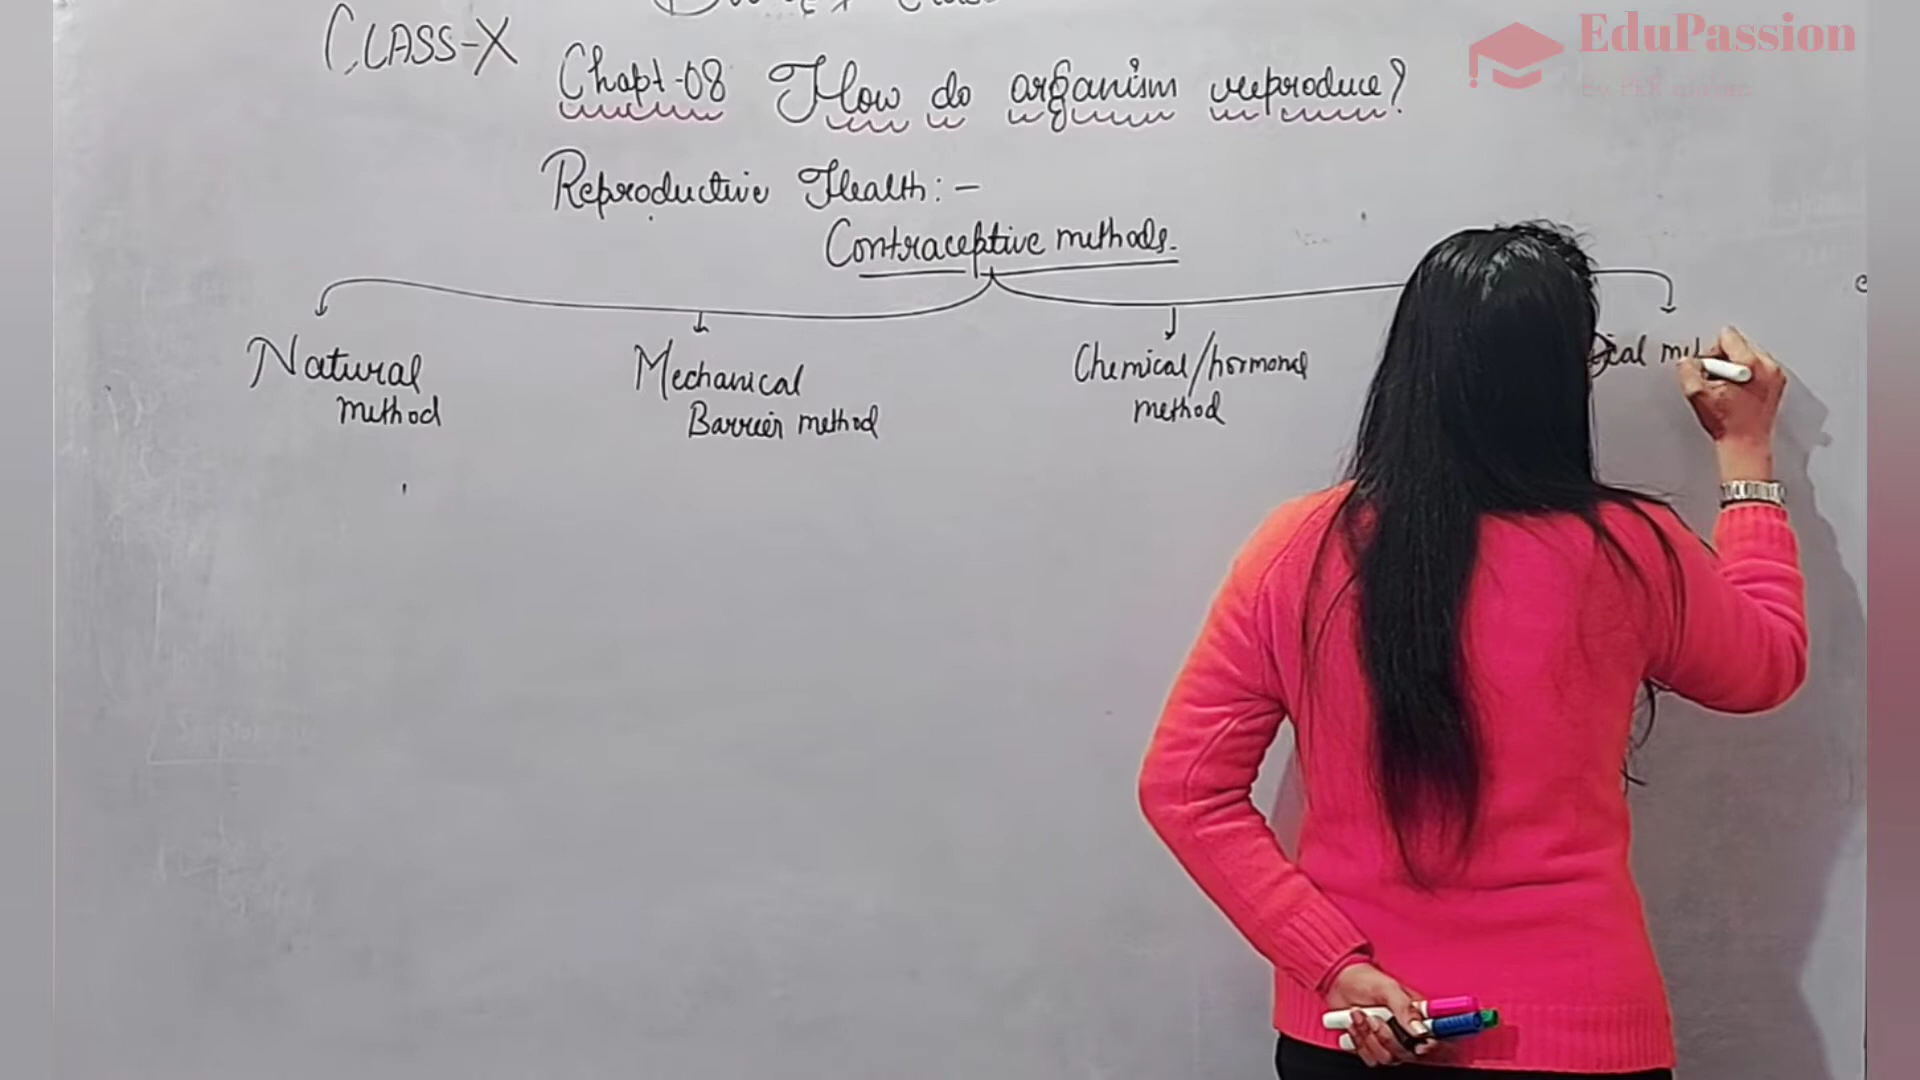 CLASS-X
Chapt-08 How do organism reproduce?
Reproductive Health:-
Contraceptive methods.
Natural method
Mechanical Barrier method
Chemical/hormonal method
EduPassion